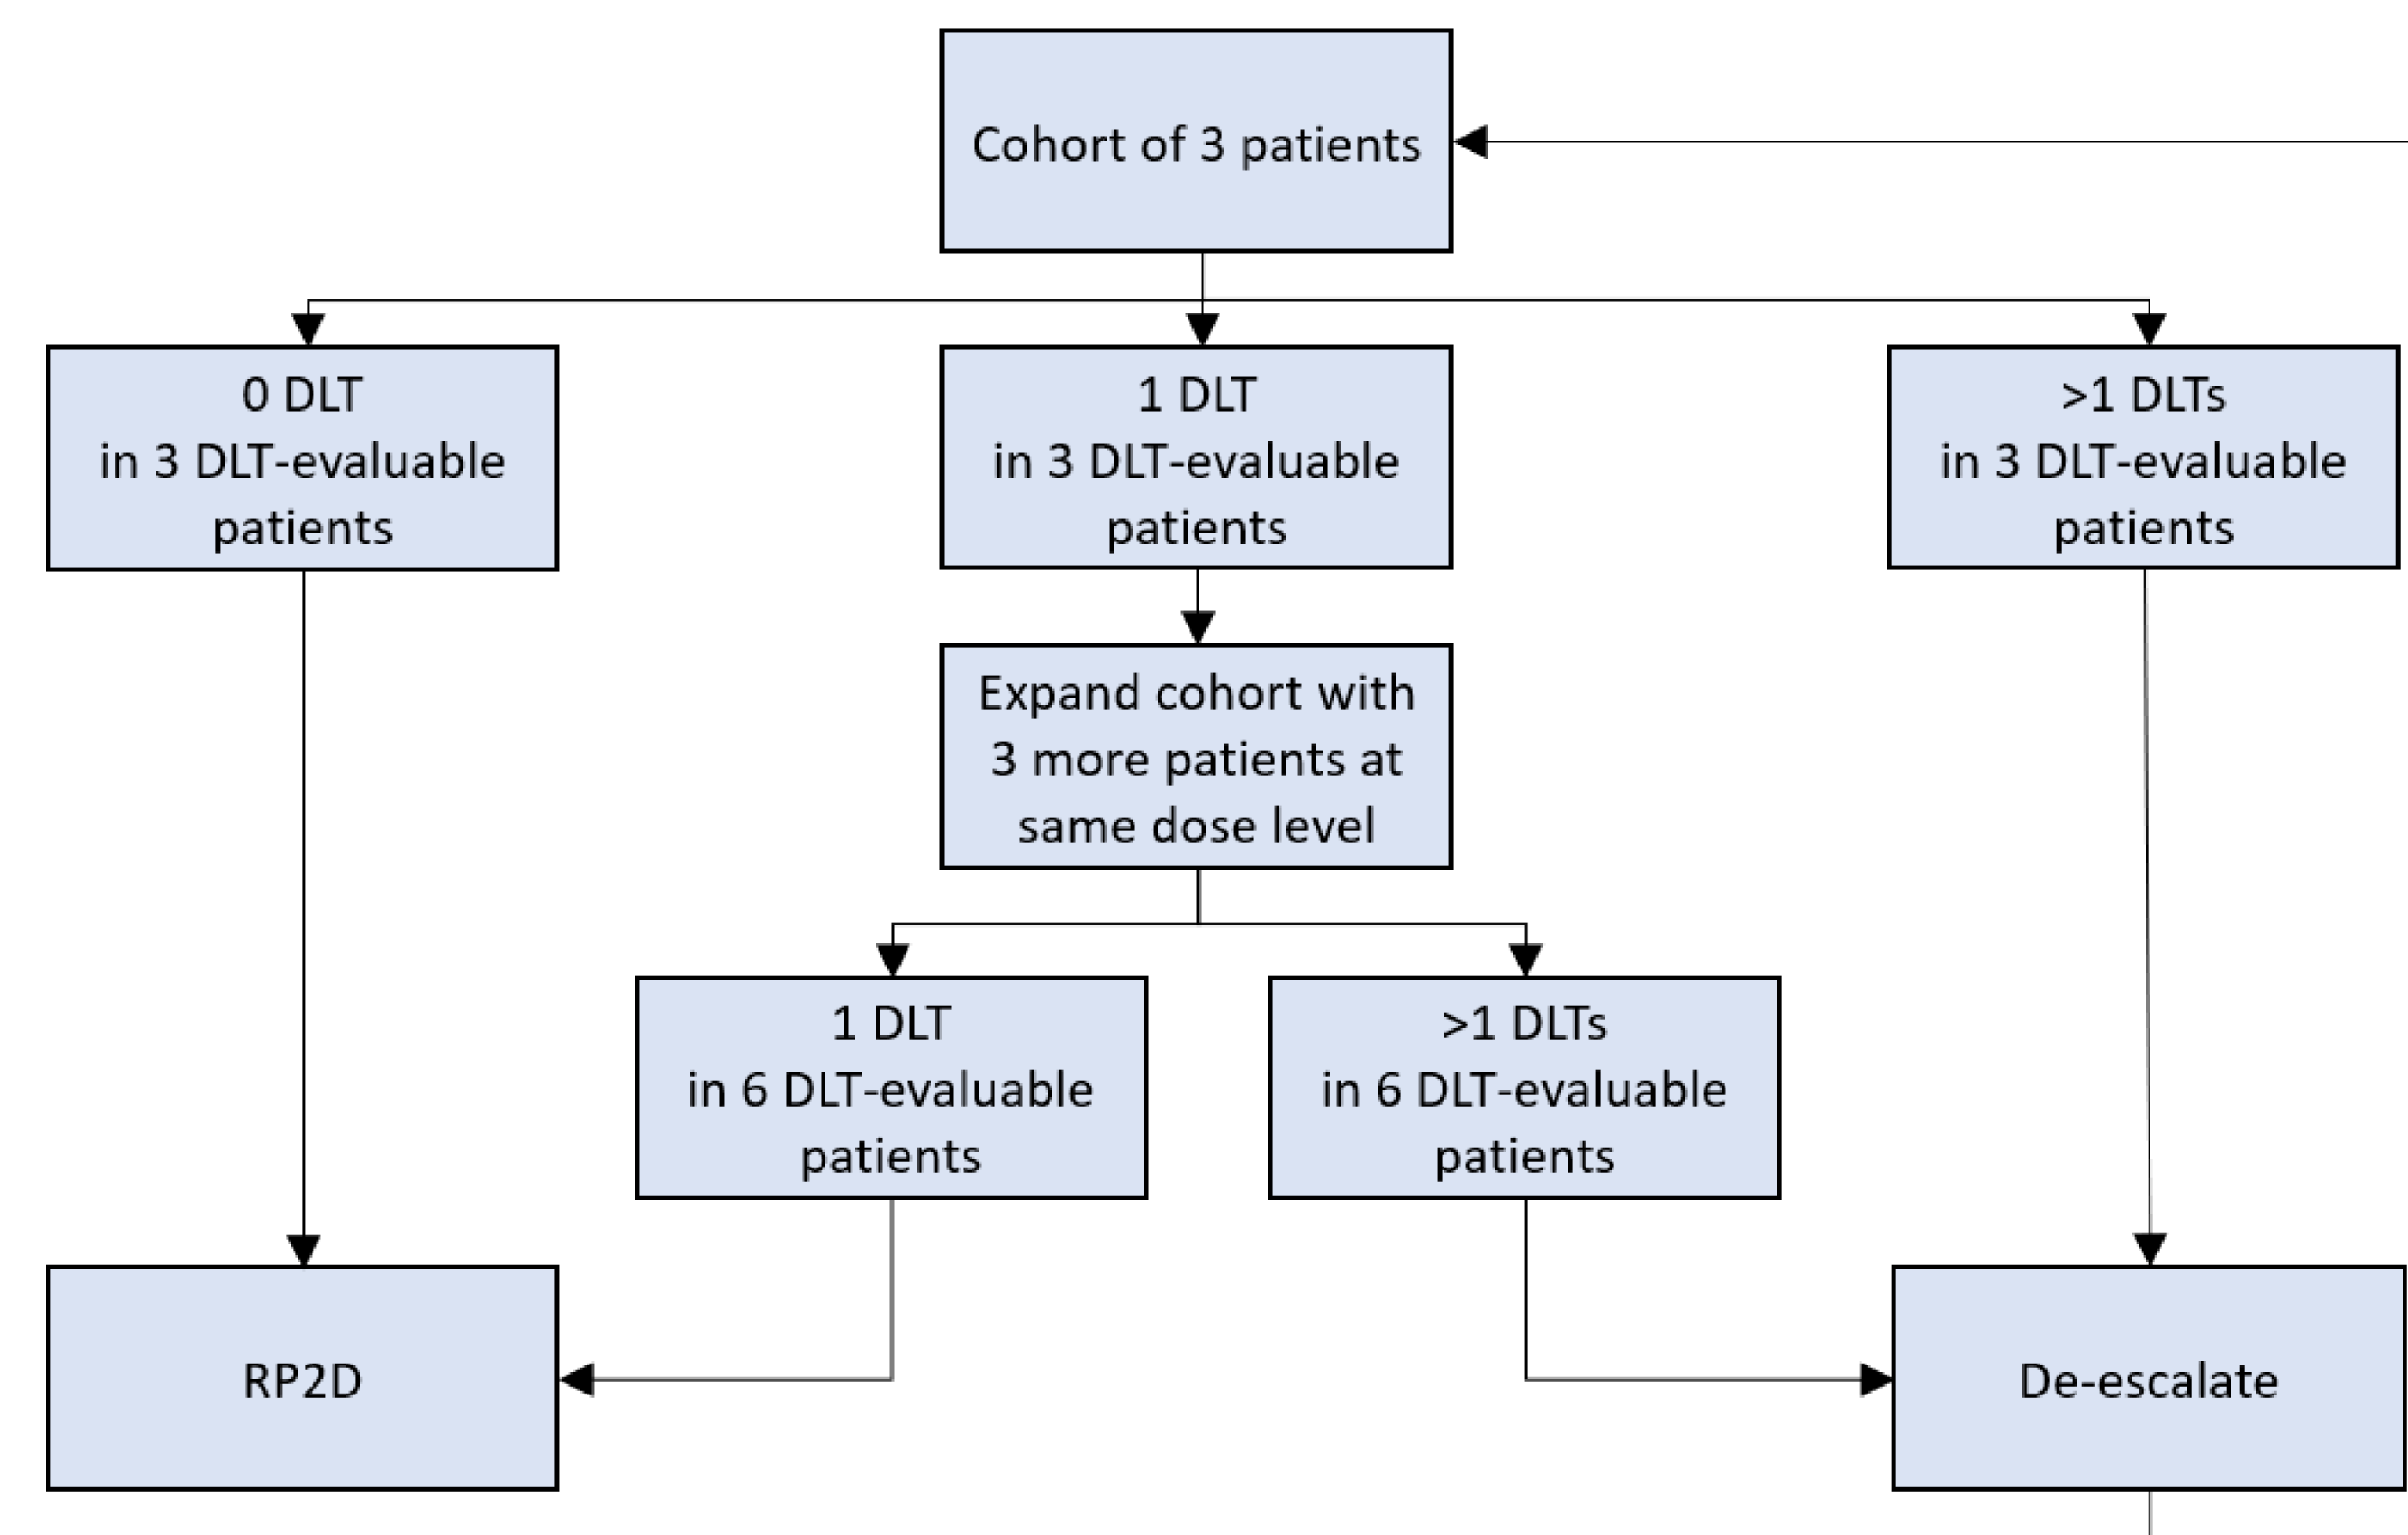 Cohort of 3 patients
0 DLT
in 3 DLT-evaluable
patients
1 DLT
in 3 DLT-evaluable
patients
>1 DLTs
in 3 DLT-evaluable
patients
Expand cohort with
3 more patients at
same dose level
1 DLT
in 6 DLT-evaluable
patients
>1 DLTs
in 6 DLT-evaluable
patients
RP2D
De-escalate